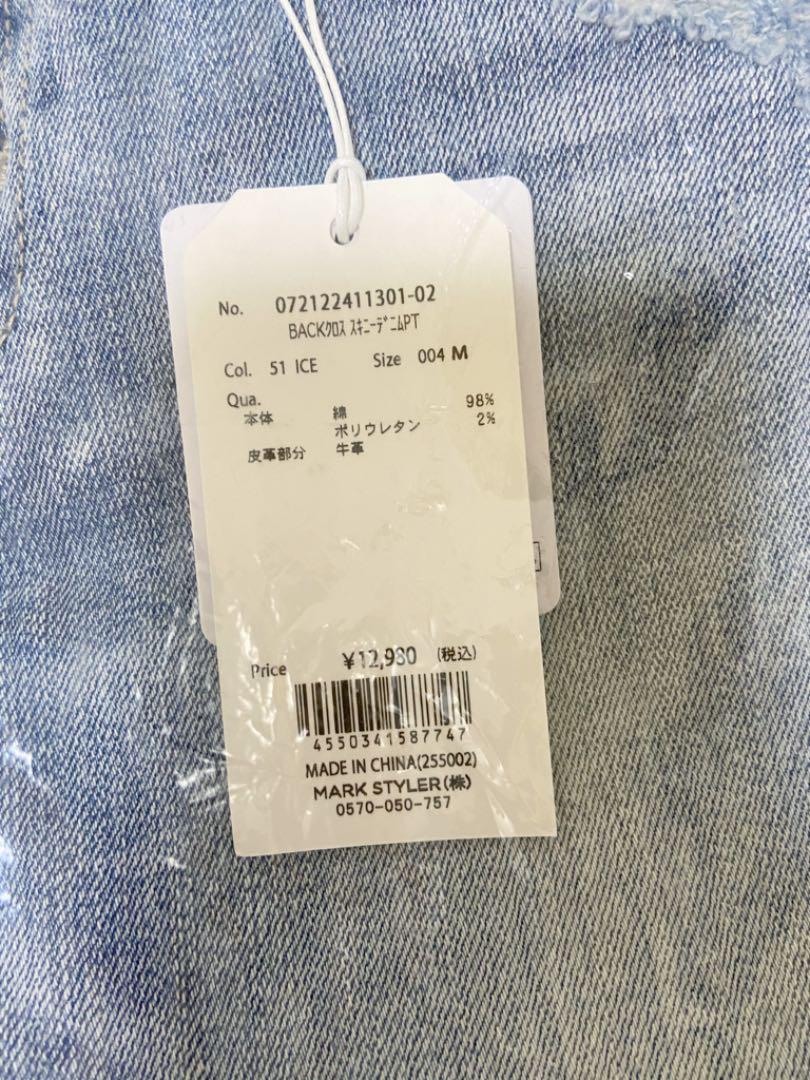 No. 072122411301-02
BACKｸﾛｽ ｽｷﾆｰﾃﾞﾆﾑPT
Col. 51 ICE Size 004 M
Qua.
本体 綿 98%
ポリウレタン 2%
皮革部分 牛革
Price ¥12,980 (税込)
4550341587747
MADE IN CHINA(255002)
MARK STYLER(株)
0570-050-757